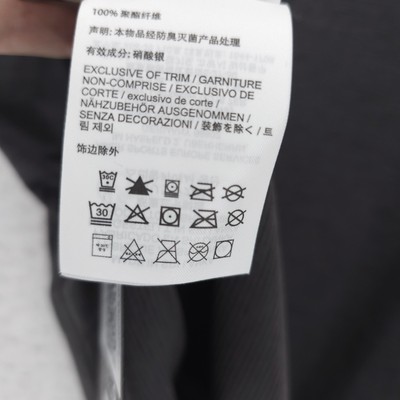 100% 聚酯纤维
声明: 本物品经防臭灭菌产品处理
有效成分: 硝酸银
EXCLUSIVE OF TRIM / GARNITURE
NON-COMPRISE / EXCLUSIVO DE
CORTE / exclusivo de corte /
NÄHZUBEHÖR AUSGENOMMEN /
SENZA DECORAZIONI / 装飾を除く / 트
림 제외
饰边除外
30